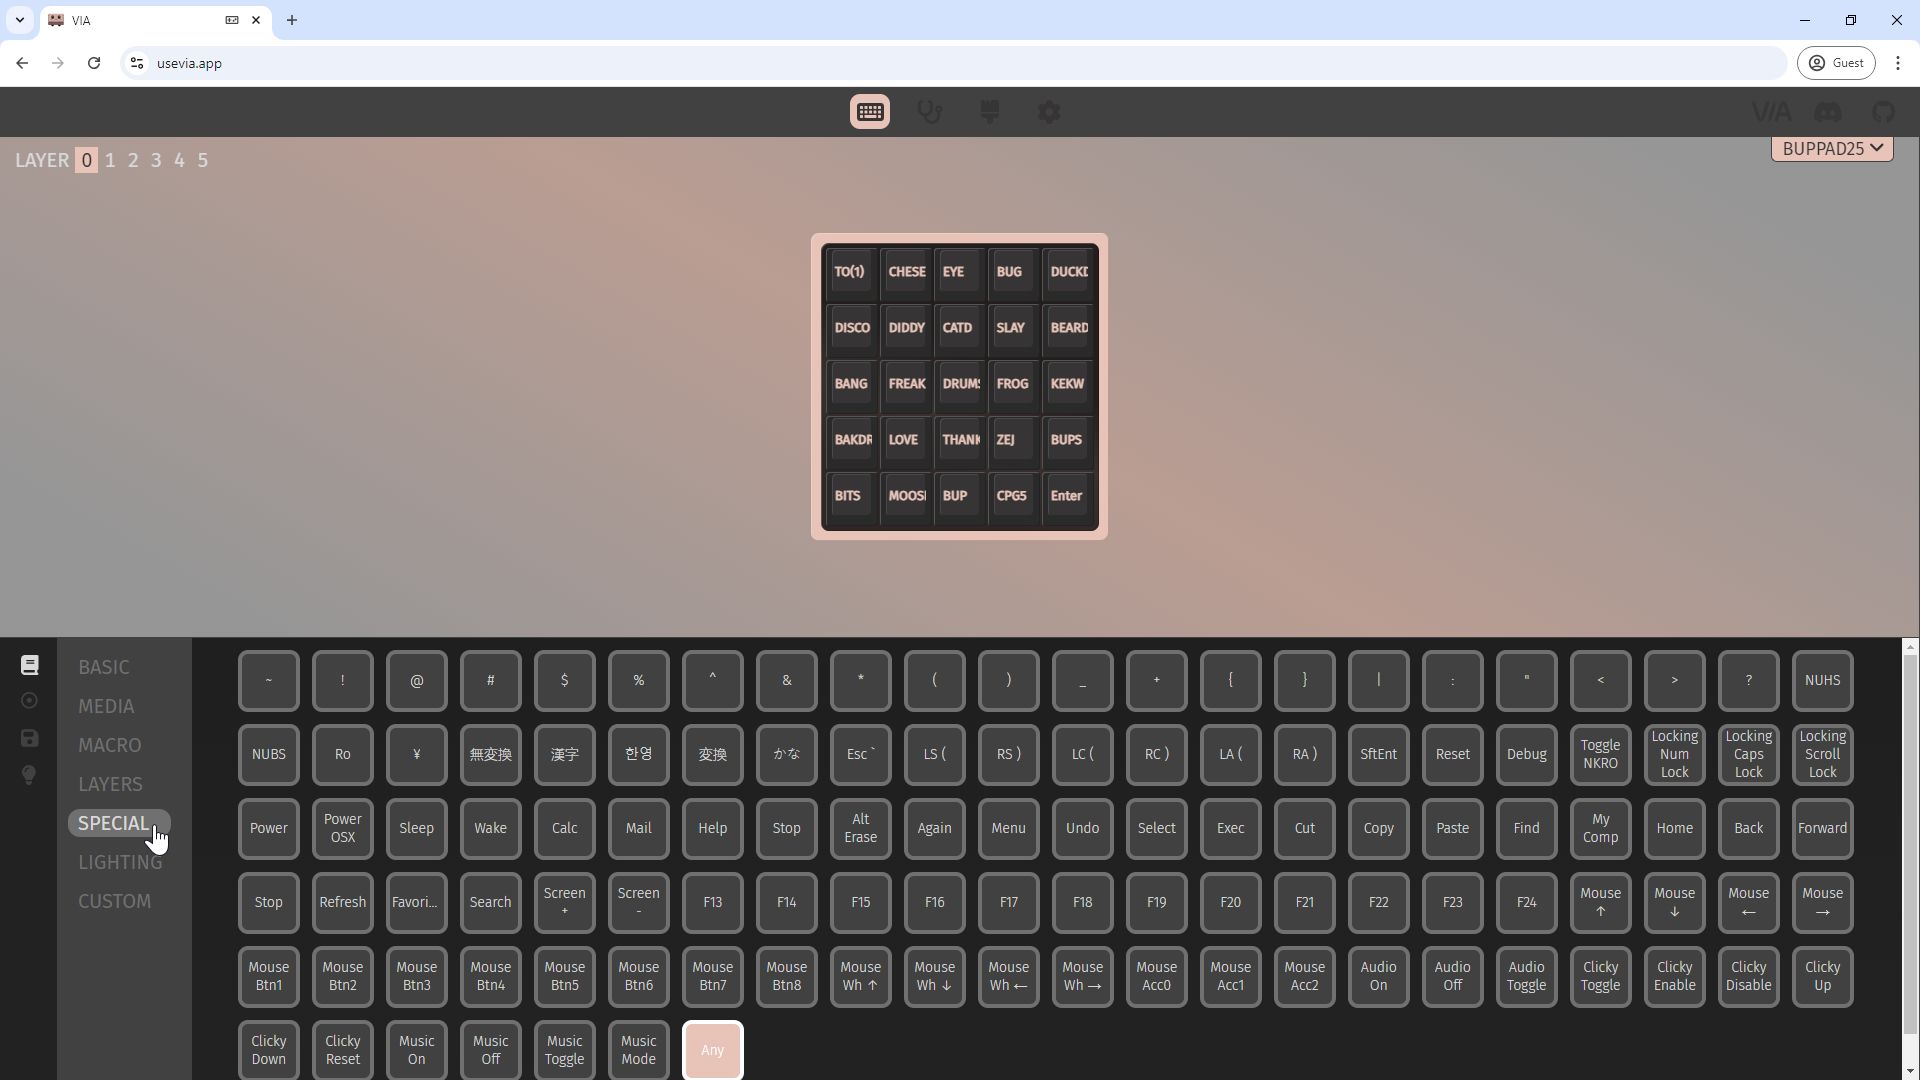 VIA
usevia.app
Guest
VIA
LAYER 0 1 2 3 4 5
BUPPAD25
TO(1) CHESE EYE BUG DUCKD
DISCO DIDDY CATD SLAY BEARD
BANG FREAK DRUMS FROG KEKW
BAKDR LOVE THANK ZEJ BUPS
BITS MOOSI BUP CPG5 Enter
BASIC
MEDIA
MACRO
LAYERS
SPECIAL
LIGHTING
CUSTOM
~ ! @ # $ % ^ & * ( ) _ + { } | : " < > ? NUHS
NUBS Ro ¥ 無変換 漢字 한영 変換 かな Esc ` LS ( RS ) LC ( RC ) LA ( RA ) SftEnt Reset Debug Toggle NKRO Locking Num Lock Locking Caps Lock Locking Scroll Lock
Power Power OSX Sleep Wake Calc Mail Help Stop Alt Erase Again Menu Undo Select Exec Cut Copy Paste Find My Comp Home Back Forward
Stop Refresh Favori... Search Screen + Screen - F13 F14 F15 F16 F17 F18 F19 F20 F21 F22 F23 F24 Mouse ↑ Mouse ↓ Mouse ← Mouse →
Mouse Btn1 Mouse Btn2 Mouse Btn3 Mouse Btn4 Mouse Btn5 Mouse Btn6 Mouse Btn7 Mouse Btn8 Mouse Wh ↑ Mouse Wh ↓ Mouse Wh ← Mouse Wh → Mouse Acc0 Mouse Acc1 Mouse Acc2 Audio On Audio Off Audio Toggle Clicky Toggle Clicky Enable Clicky Disable Clicky Up
Clicky Down Clicky Reset Music On Music Off Music Toggle Music Mode Any